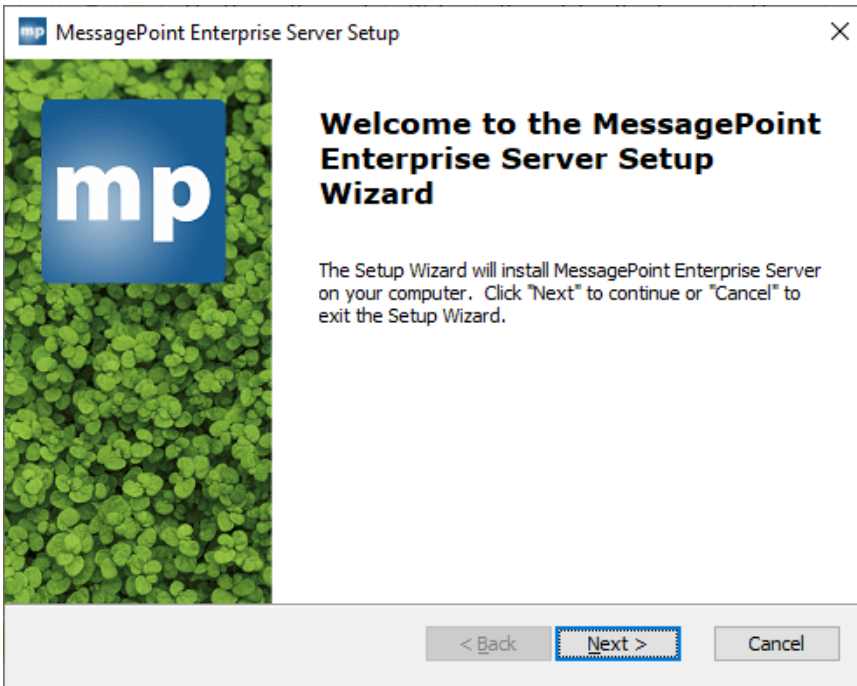 mp MessagePoint Enterprise Server Setup
mp
Welcome to the MessagePoint
Enterprise Server Setup
Wizard
The Setup Wizard will install MessagePoint Enterprise Server
on your computer. Click "Next" to continue or "Cancel" to
exit the Setup Wizard.
< Back Next > Cancel